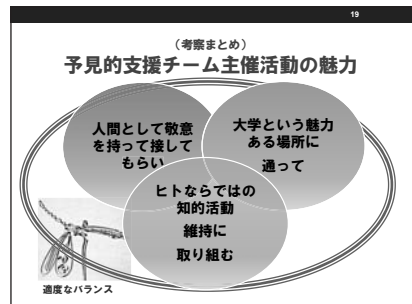 19
（考察まとめ）
予見的支援チーム主催活動の魅力
人間として敬意
を持って接して
もらい
大学という魅力
ある場所に
通って
ヒトならではの
知的活動
維持に
取り組む
適度なバランス